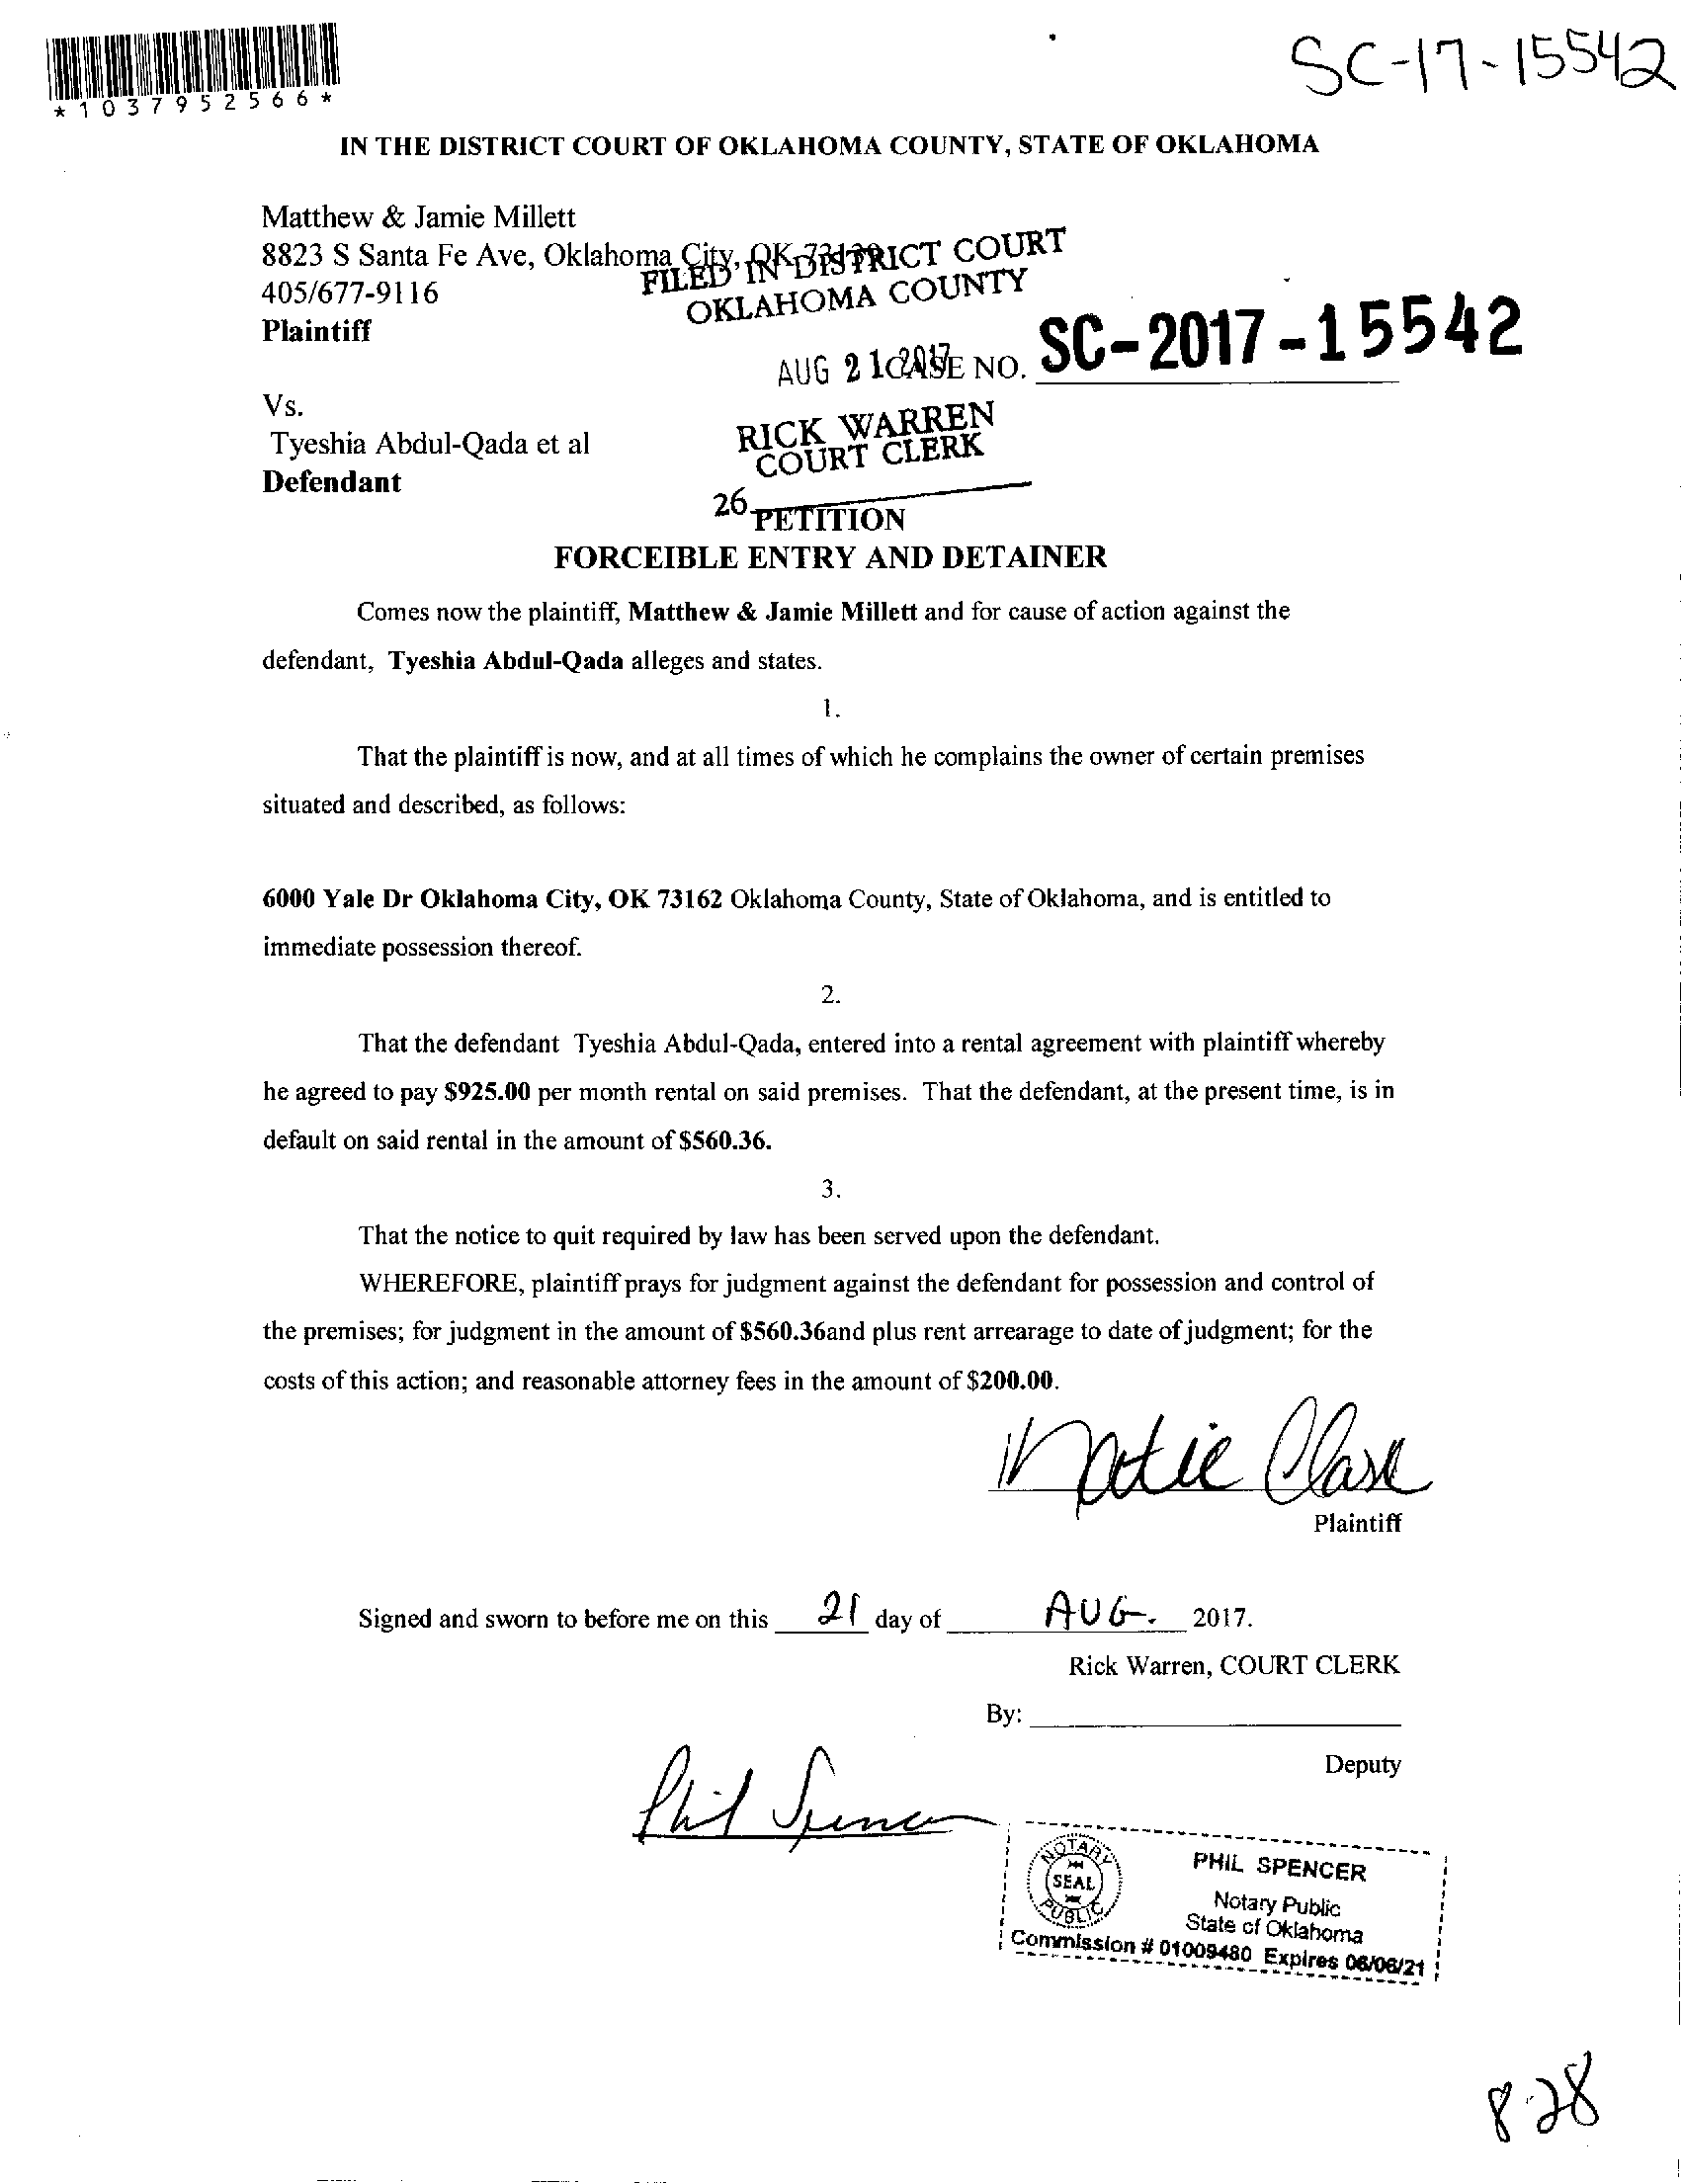 SC-17-15542
*1037952566*
IN THE DISTRICT COURT OF OKLAHOMA COUNTY, STATE OF OKLAHOMA
Matthew & Jamie Millett
8823 S Santa Fe Ave, Oklahoma City, OK
405/677-9116
Plaintiff
FILED IN DISTRICT COURT
OKLAHOMA COUNTY
AUG 21 2017
CASE NO. SC-2017-15542
Vs.
Tyeshia Abdul-Qada et al
Defendant
RICK WARREN
COURT CLERK
26
PETITION
FORCEIBLE ENTRY AND DETAINER
Comes now the plaintiff, Matthew & Jamie Millett and for cause of action against the
defendant, Tyeshia Abdul-Qada alleges and states.
1.
That the plaintiff is now, and at all times of which he complains the owner of certain premises
situated and described, as follows:
6000 Yale Dr Oklahoma City, OK 73162 Oklahoma County, State of Oklahoma, and is entitled to
immediate possession thereof.
2.
That the defendant Tyeshia Abdul-Qada, entered into a rental agreement with plaintiff whereby
he agreed to pay $925.00 per month rental on said premises. That the defendant, at the present time, is in
default on said rental in the amount of $560.36.
3.
That the notice to quit required by law has been served upon the defendant.
WHEREFORE, plaintiff prays for judgment against the defendant for possession and control of
the premises; for judgment in the amount of $560.36and plus rent arrearage to date of judgment; for the
costs of this action; and reasonable attorney fees in the amount of $200.00.
Clark
Plaintiff
Signed and sworn to before me on this 21 day of AUG. 2017.
Rick Warren, COURT CLERK
By:
Deputy
Phil Spencer
NOTARY
SEAL
PUBLIC
PHIL SPENCER
Notary Public
State of Oklahoma
Commission # 01009480 Expires 06/06/21
8-28